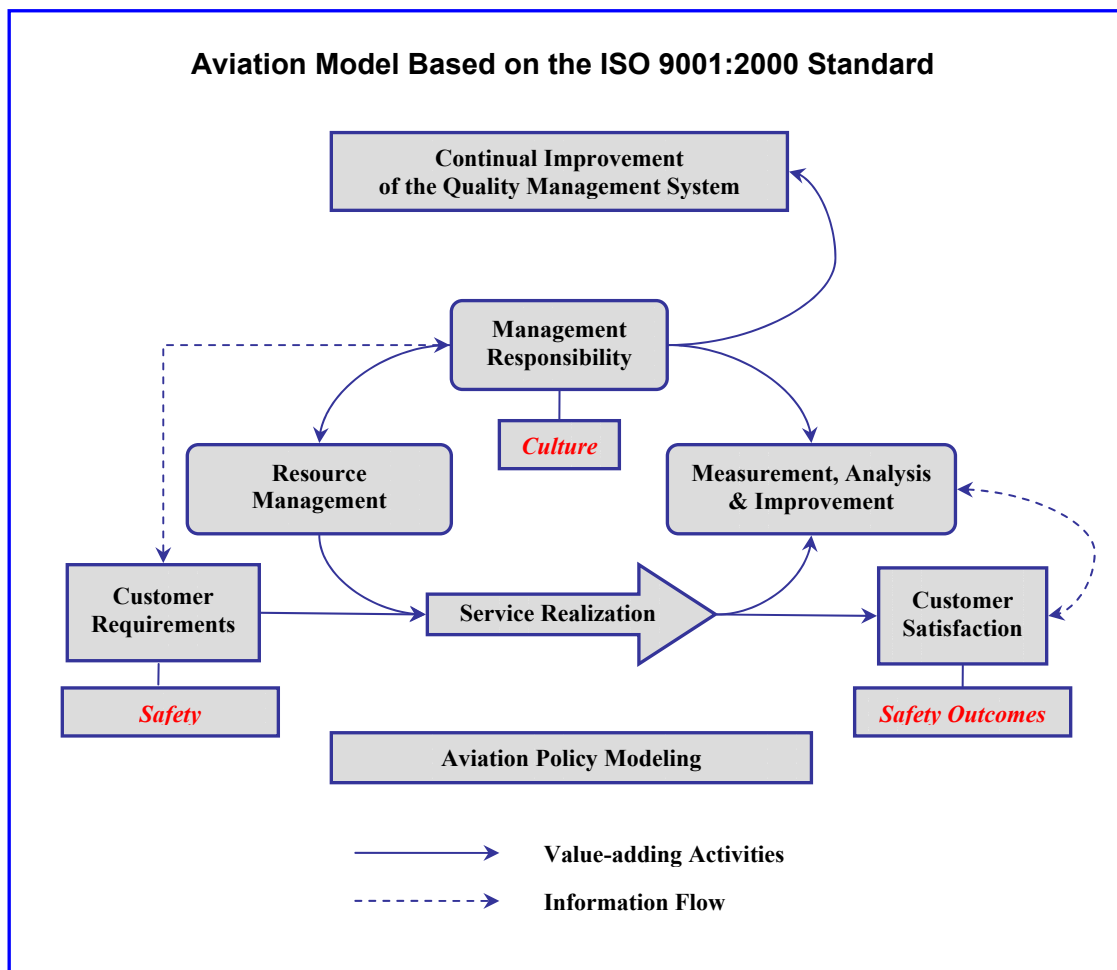 Aviation Model Based on the ISO 9001:2000 Standard
Continual Improvement
of the Quality Management System
Management
Responsibility
Culture
Resource
Management
Measurement, Analysis
& Improvement
Customer
Requirements
Service Realization
Customer
Satisfaction
Safety
Safety Outcomes
Aviation Policy Modeling
Value-adding Activities
Information Flow